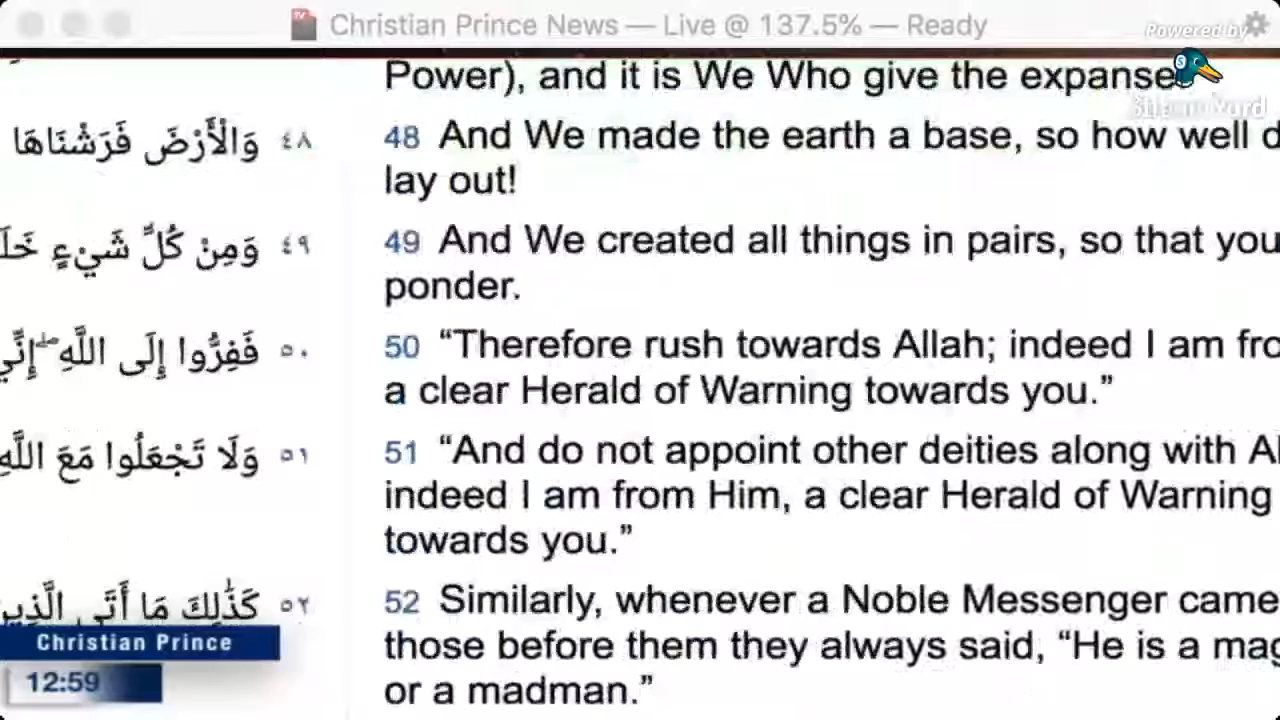 Christian Prince News — Live @ 137.5% — Ready
Powered by
StreamYard
Power), and it is We Who give the expanse
وَالْأَرْضَ فَرَشْنَاهَا ٤٨
48 And We made the earth a base, so how well
lay out!
وَمِنْ كُلِّ شَيْءٍ ٤٩
49 And We created all things in pairs, so that you
ponder.
فَفِرُّوا إِلَى اللَّهِ ۖ إِنِّي ٥٠
50 “Therefore rush towards Allah; indeed I am
a clear Herald of Warning towards you.”
وَلَا تَجْعَلُوا مَعَ اللَّهِ ٥١
51 “And do not appoint other deities along with
indeed I am from Him, a clear Herald of Warning
towards you.”
كَذَٰلِكَ مَا أَتَى الَّذِينَ ٥٢
52 Similarly, whenever a Noble Messenger came
those before them they always said, “He is a
or a madman.”
Christian Prince
12:59